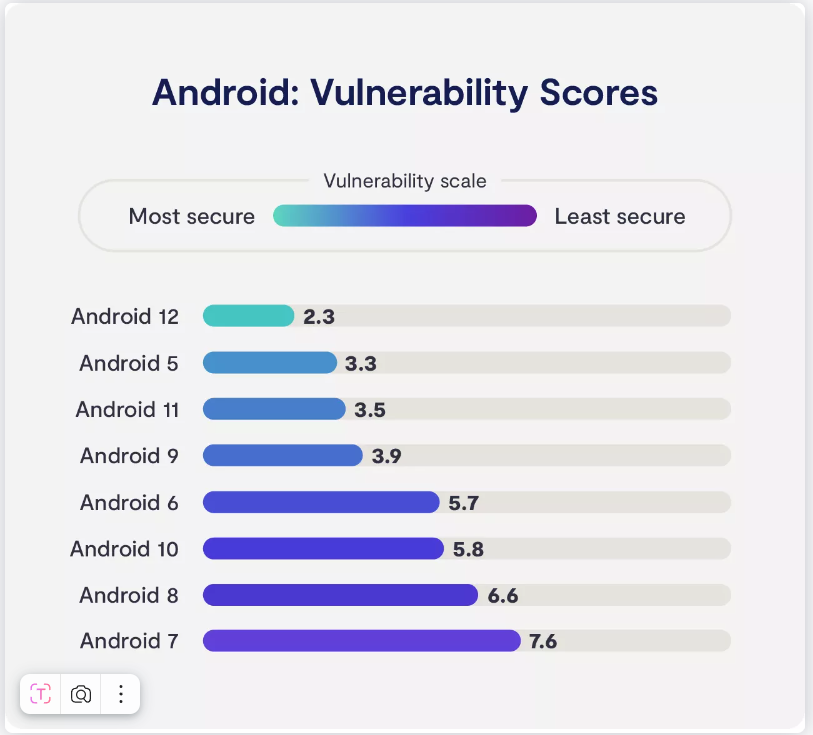 Android: Vulnerability Scores
Vulnerability scale
Most secure Least secure
Android 12 2.3
Android 5 3.3
Android 11 3.5
Android 9 3.9
Android 6 5.7
Android 10 5.8
Android 8 6.6
Android 7 7.6
T